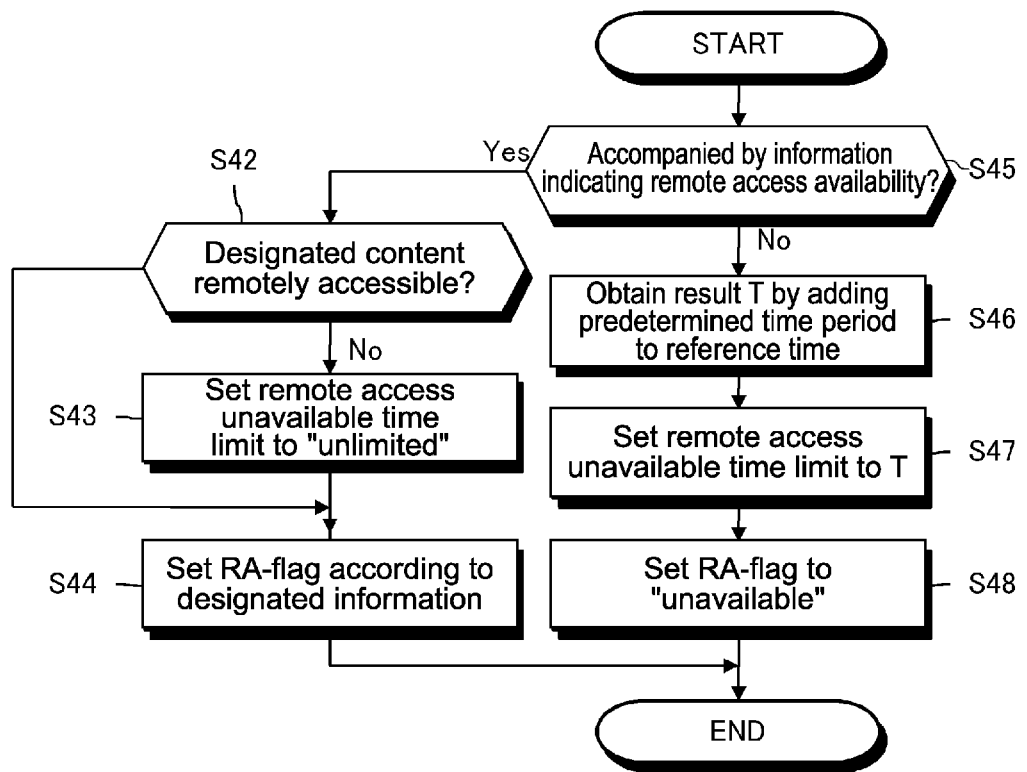 START
Accompanied by information
indicating remote access availability?
S45
Yes
S42
No
Designated content
remotely accessible?
Obtain result T by adding
predetermined time period
to reference time
S46
No
Set remote access
unavailable time
limit to "unlimited"
S43
Set remote access
unavailable time limit to T
S47
Set RA-flag according to
designated information
S44
Set RA-flag to
"unavailable"
S48
END